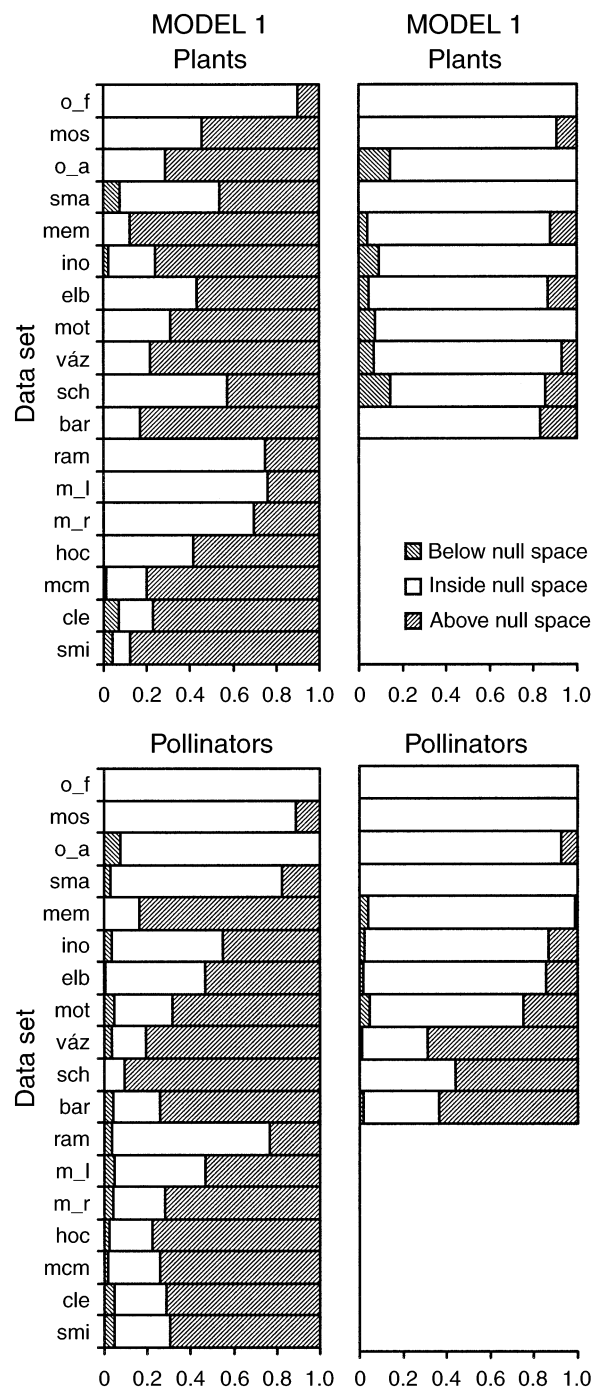 MODEL 1
Plants
MODEL 1
Plants
Data set
o_f
mos
o_a
sma
mem
ino
elb
mot
váz
sch
bar
ram
m_l
m_r
hoc
mcm
cle
smi
Below null space
Inside null space
Above null space
0 0.2 0.4 0.6 0.8 1.0
0 0.2 0.4 0.6 0.8 1.0
Pollinators
Pollinators
Data set
o_f
mos
o_a
sma
mem
ino
elb
mot
váz
sch
bar
ram
m_l
m_r
hoc
mcm
cle
smi
0 0.2 0.4 0.6 0.8 1.0
0 0.2 0.4 0.6 0.8 1.0